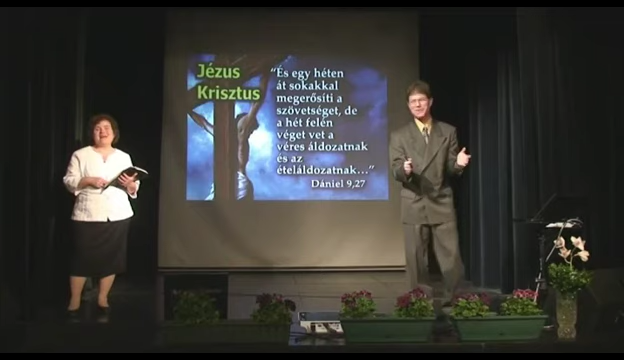 Jézus
Krisztus
“És egy héten
át sokakkal
megerősíti a
szövetséget, de
a hét felén
véget vet a
véres áldozatnak
és az
ételáldozatnak…”
Dániel 9,27